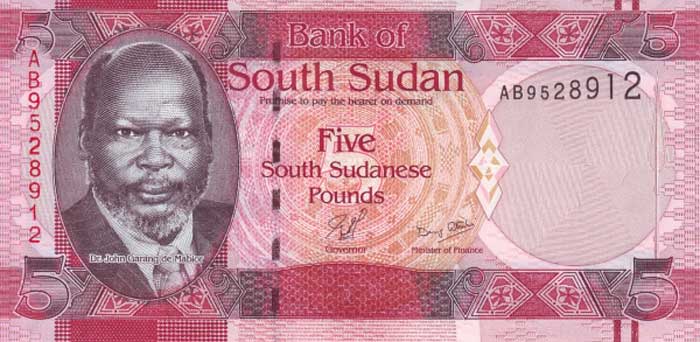 5
Bank of
5
South Sudan
Promise to pay the bearer on demand
AB9528912
AB9528912
Five
South Sudanese
Pounds
Governor
Minister of Finance
Dr. John Garang de Mabior
5
5